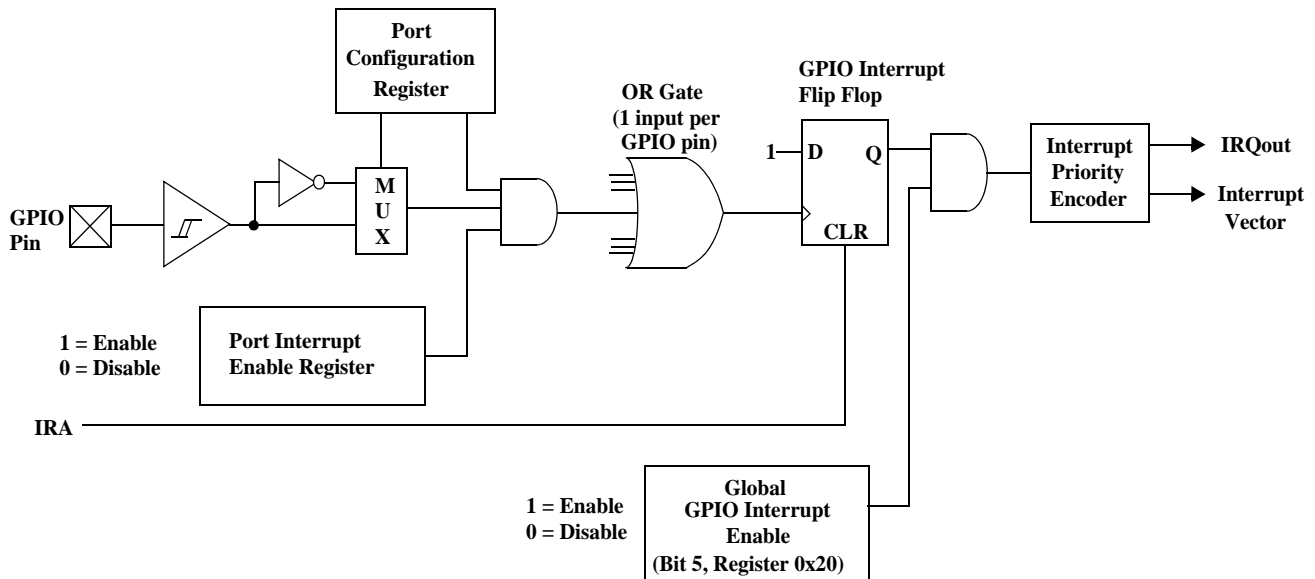 Port
Configuration
Register
GPIO Interrupt
Flip Flop
OR Gate
(1 input per
GPIO pin)
1
D
Q
CLR
Interrupt
Priority
Encoder
IRQout
Interrupt
Vector
M
U
X
GPIO
Pin
1 = Enable
0 = Disable
Port Interrupt
Enable Register
IRA
1 = Enable
0 = Disable
Global
GPIO Interrupt
Enable
(Bit 5, Register 0x20)